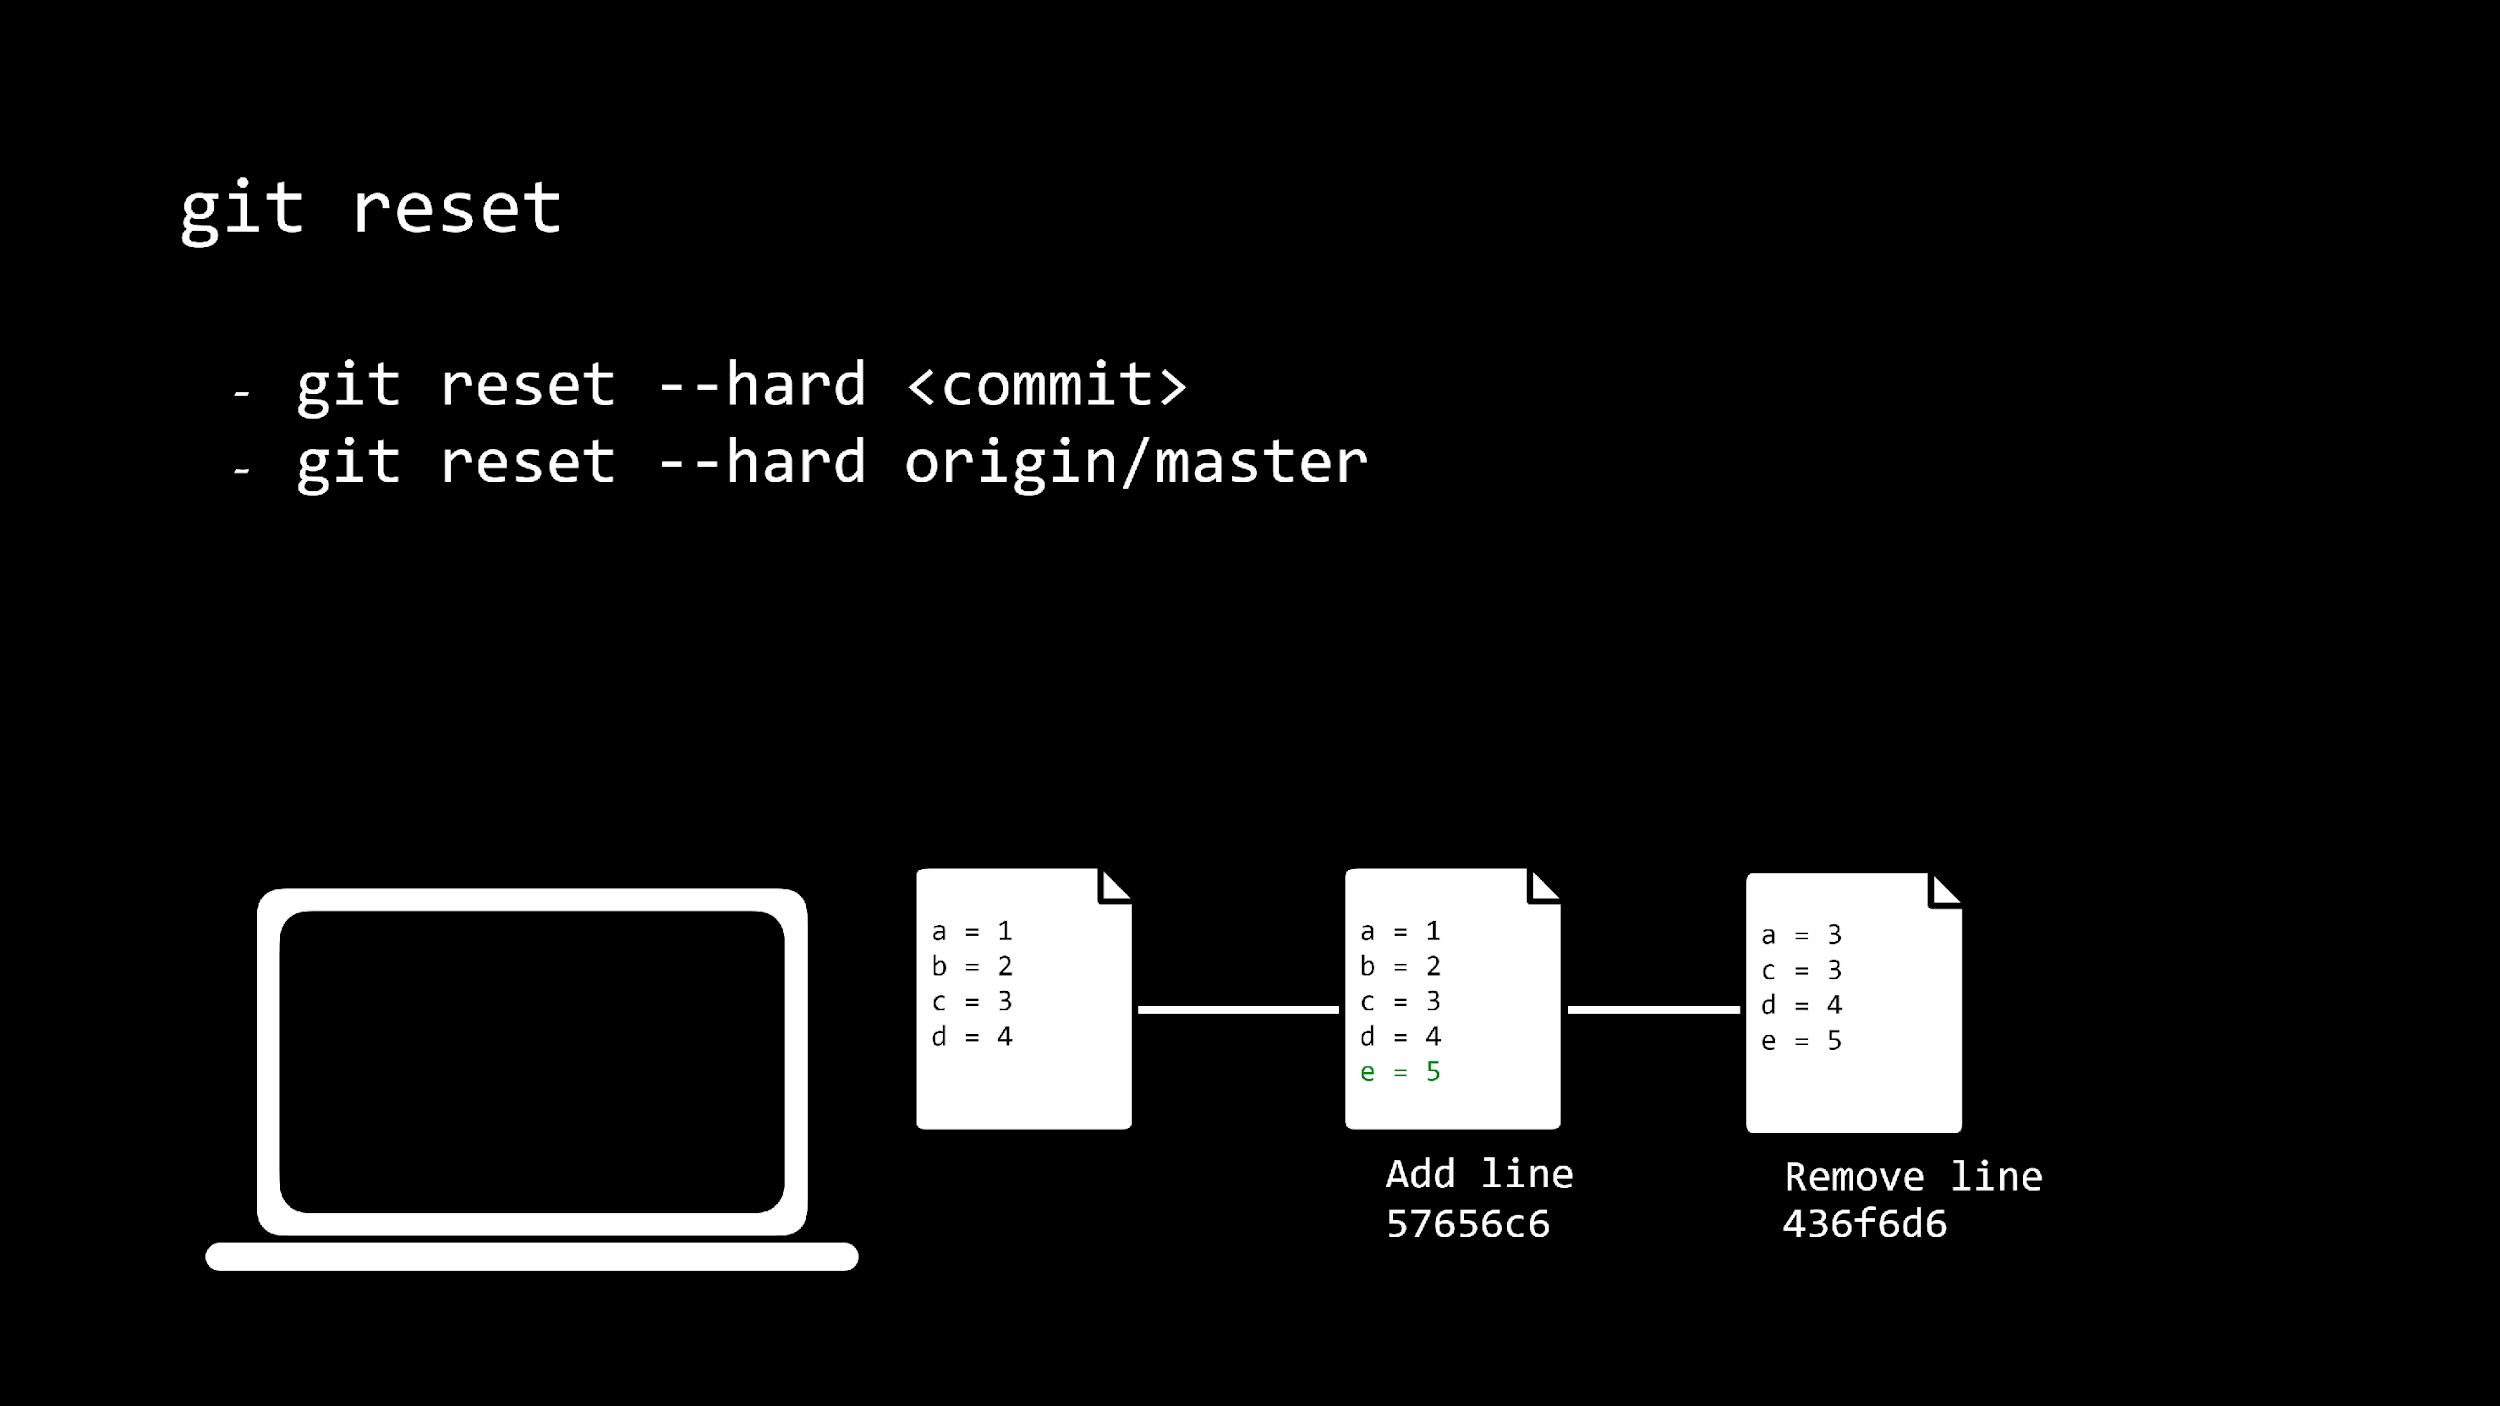 git reset
- git reset --hard <commit>
- git reset --hard origin/master
a = 1
b = 2
c = 3
d = 4
a = 1
b = 2
c = 3
d = 4
e = 5
Add line
57656c6
a = 3
c = 3
d = 4
e = 5
Remove line
436f6d6